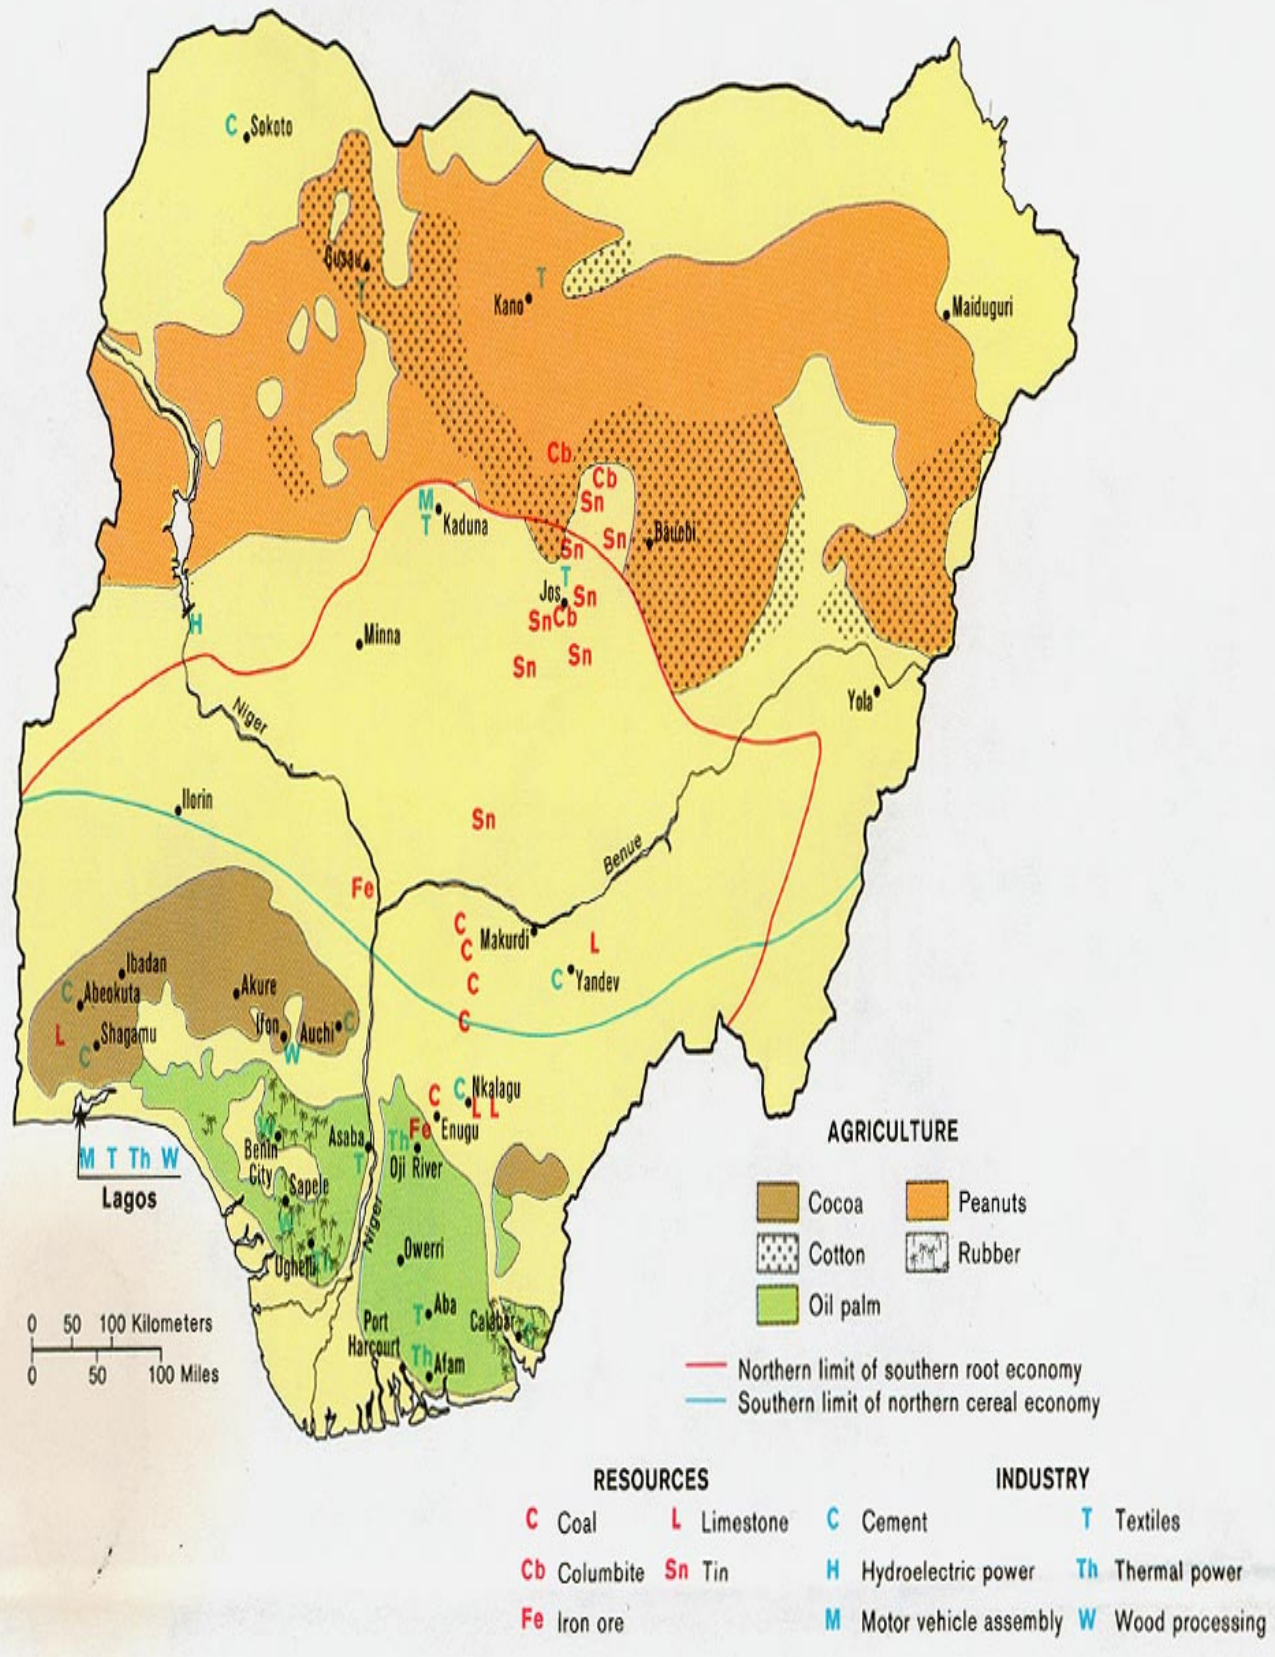 C Sokoto
Gusau
T
Kano
T
Maiduguri
Cb
Cb
Sn
M
T
Kaduna
Sn
Sn
Bauchi
T
Jos
Sn
Sn Cb
H
Minna
Sn
Sn
Yola
Niger
Ilorin
Sn
Benue
Fe
C
C
Makurdi
L
C
C Yandev
C
Ibadan
C Abeokuta
Akure
L
Shagamu
C
Ifon
Auchi
C
W
C
C Nkalagu
L L
Enugu
Fe
Th
Oji River
Asaba
T
W
Benin
City
Sapele
W
Niger
Ughelli
Th
Owerri
T Aba
Port
Harcourt
Th
Afam
Calabar
C
M T Th W
Lagos
0 50 100 Kilometers
0 50 100 Miles
AGRICULTURE
Cocoa Peanuts
Cotton Rubber
Oil palm
Northern limit of southern root economy
Southern limit of northern cereal economy
RESOURCES INDUSTRY
C Coal L Limestone C Cement T Textiles
Cb Columbite Sn Tin H Hydroelectric power Th Thermal power
Fe Iron ore M Motor vehicle assembly W Wood processing